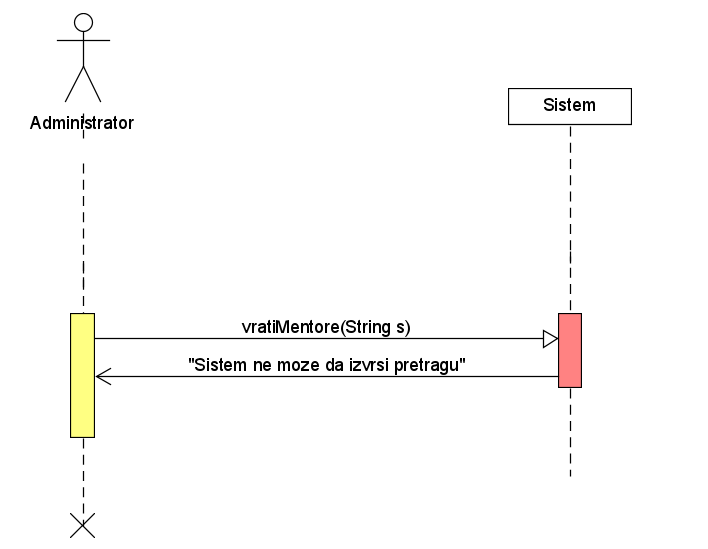 Sistem
Administrator
vratiMentore(String s)
"Sistem ne moze da izvrsi pretragu"